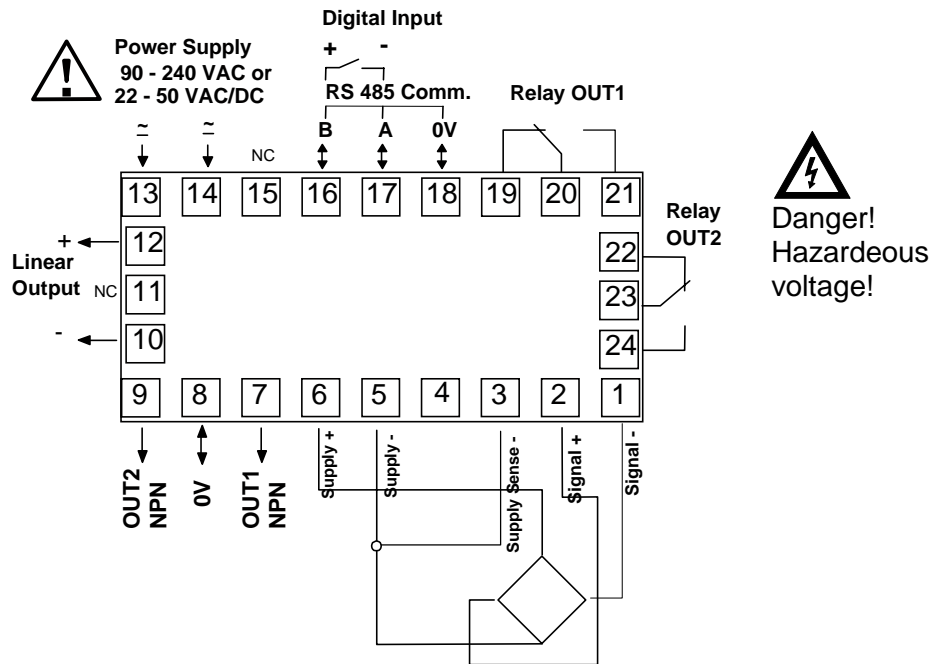 Digital Input
+ -
Power Supply
90 - 240 VAC or
22 - 50 VAC/DC
RS 485 Comm.
Relay OUT1
~ ~ NC B A 0V
13 14 15 16 17 18 19 20 21
+ 12
Linear
Output
NC 11
- 10
Relay
OUT2
22
23
24
Danger!
Hazardeous
voltage!
9 8 7 6 5 4 3 2 1
OUT2
NPN
0V
OUT1
NPN
Supply +
Supply -
Supply Sense -
Signal +
Signal -